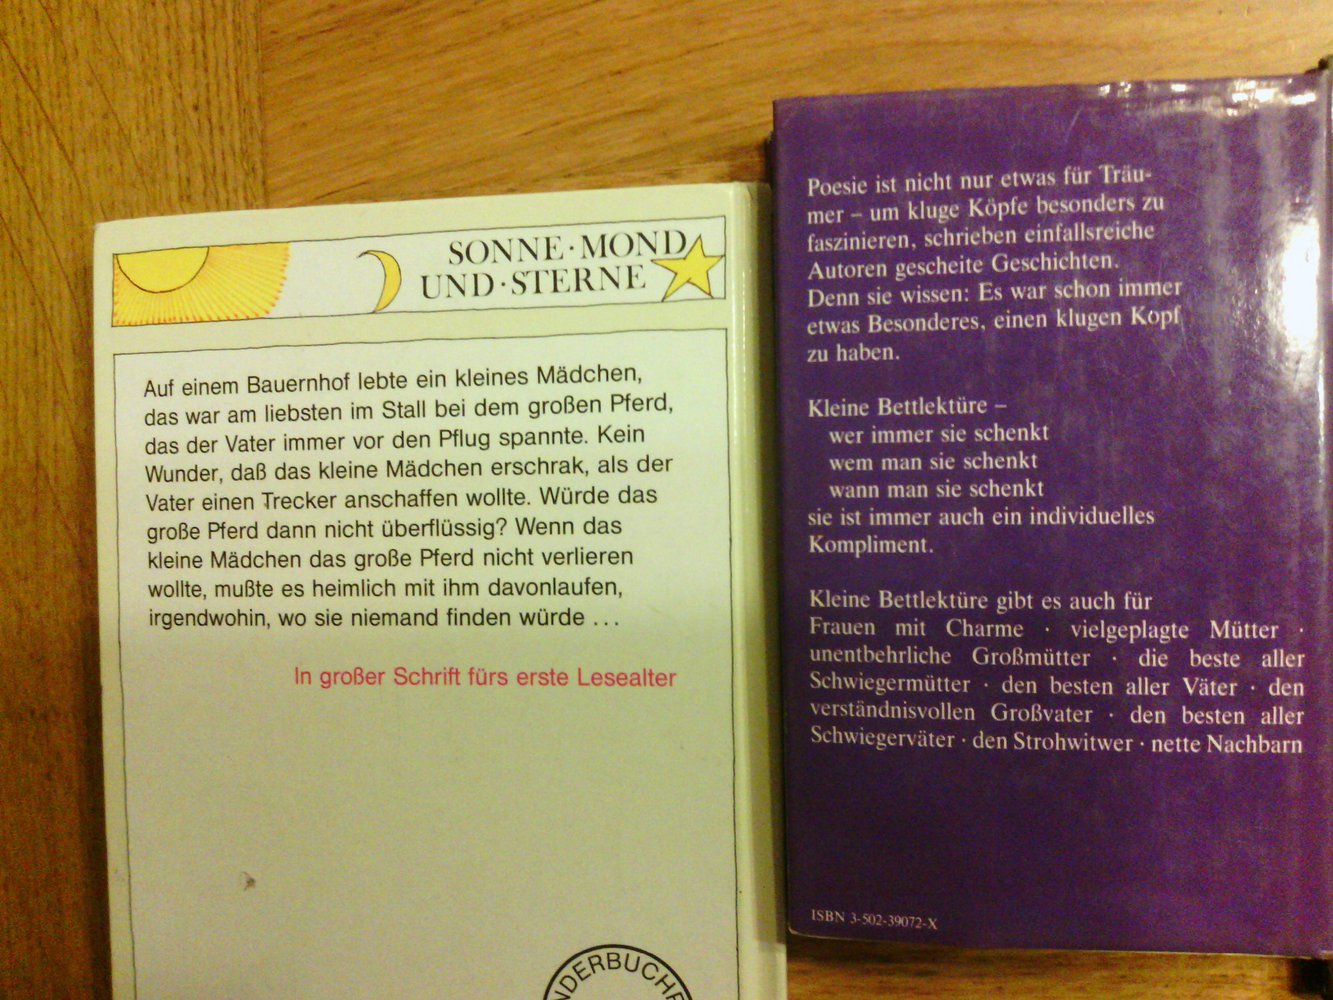 SONNE · MOND
UND · STERNE
Auf einem Bauernhof lebte ein kleines Mädchen,
das war am liebsten im Stall bei dem großen Pferd,
das der Vater immer vor den Pflug spannte. Kein
Wunder, daß das kleine Mädchen erschrak, als der
Vater einen Trecker anschaffen wollte. Würde das
große Pferd dann nicht überflüssig? Wenn das
kleine Mädchen das große Pferd nicht verlieren
wollte, mußte es heimlich mit ihm davonlaufen,
irgendwohin, wo sie niemand finden würde ...
In großer Schrift fürs erste Lesealter
Poesie ist nicht nur etwas für Träu-
mer – um kluge Köpfe besonders zu
faszinieren, schrieben einfallsreiche
Autoren gescheite Geschichten.
Denn sie wissen: Es war schon immer
etwas Besonderes, einen klugen Kopf
zu haben.
Kleine Bettlektüre –
wer immer sie schenkt
wem man sie schenkt
wann man sie schenkt
sie ist immer auch ein individuelles
Kompliment.
Kleine Bettlektüre gibt es auch für
Frauen mit Charme · vielgeplagte Mütter ·
unentbehrliche Großmütter · die beste aller
Schwiegermütter · den besten aller Väter · den
verständnisvollen Großvater · den besten aller
Schwiegerväter · den Strohwitwer · nette Nachbarn
ISBN 3-502-39072-X